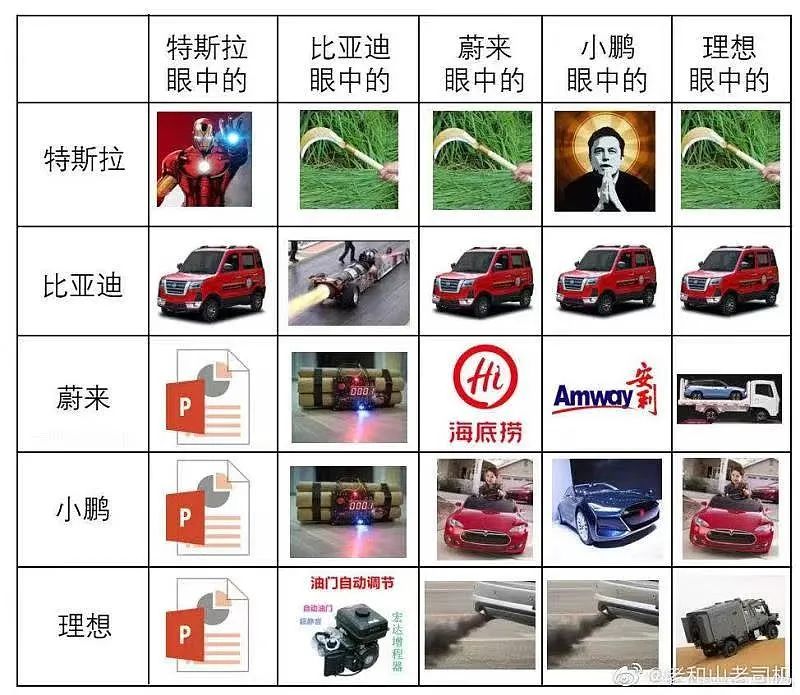 特斯拉 眼中的
比亚迪 眼中的
蔚来 眼中的
小鹏 眼中的
理想 眼中的
特斯拉
比亚迪
蔚来
P
0001
Hi
海底捞
Amway 安利
小鹏
P
0001
理想
P
油门自动调节
自动油门
超静音
宏达增程器
@老和山老司机